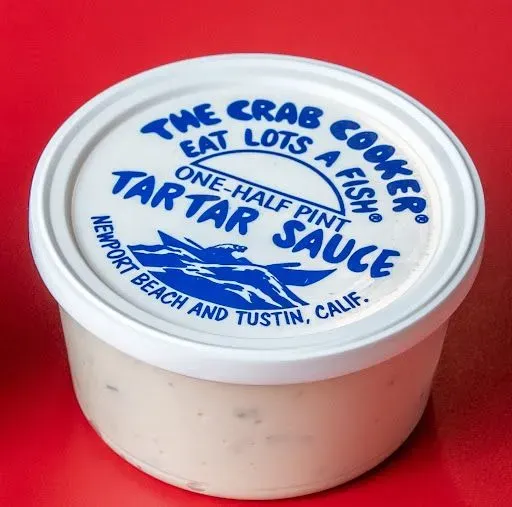 THE CRAB COOKER®
EAT LOTS A FISH®
ONE-HALF PINT
TARTAR SAUCE
NEWPORT BEACH AND TUSTIN, CALIF.